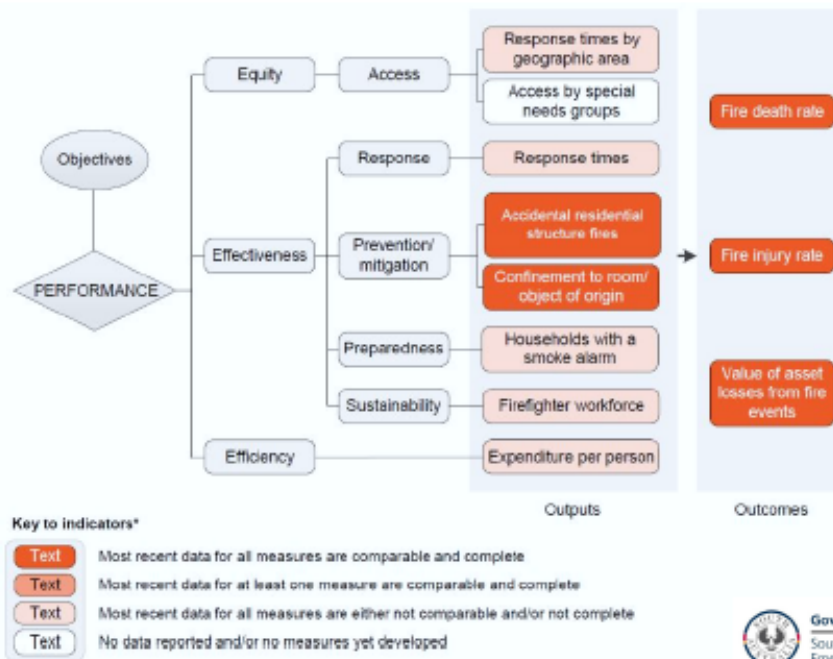 Objectives
PERFORMANCE
Equity
Access
Response times by
geographic area
Access by special
needs groups
Effectiveness
Response
Response times
Prevention/
mitigation
Accidental residential
structure fires
Confinement to room/
object of origin
Preparedness
Households with a
smoke alarm
Sustainability
Firefighter workforce
Efficiency
Expenditure per person
Outputs
Fire death rate
Fire injury rate
Value of asset
losses from fire
events
Outcomes
Key to indicators*
Text Most recent data for all measures are comparable and complete
Text Most recent data for at least one measure are comparable and complete
Text Most recent data for all measures are either not comparable and/or not complete
Text No data reported and/or no measures yet developed
SOUTH